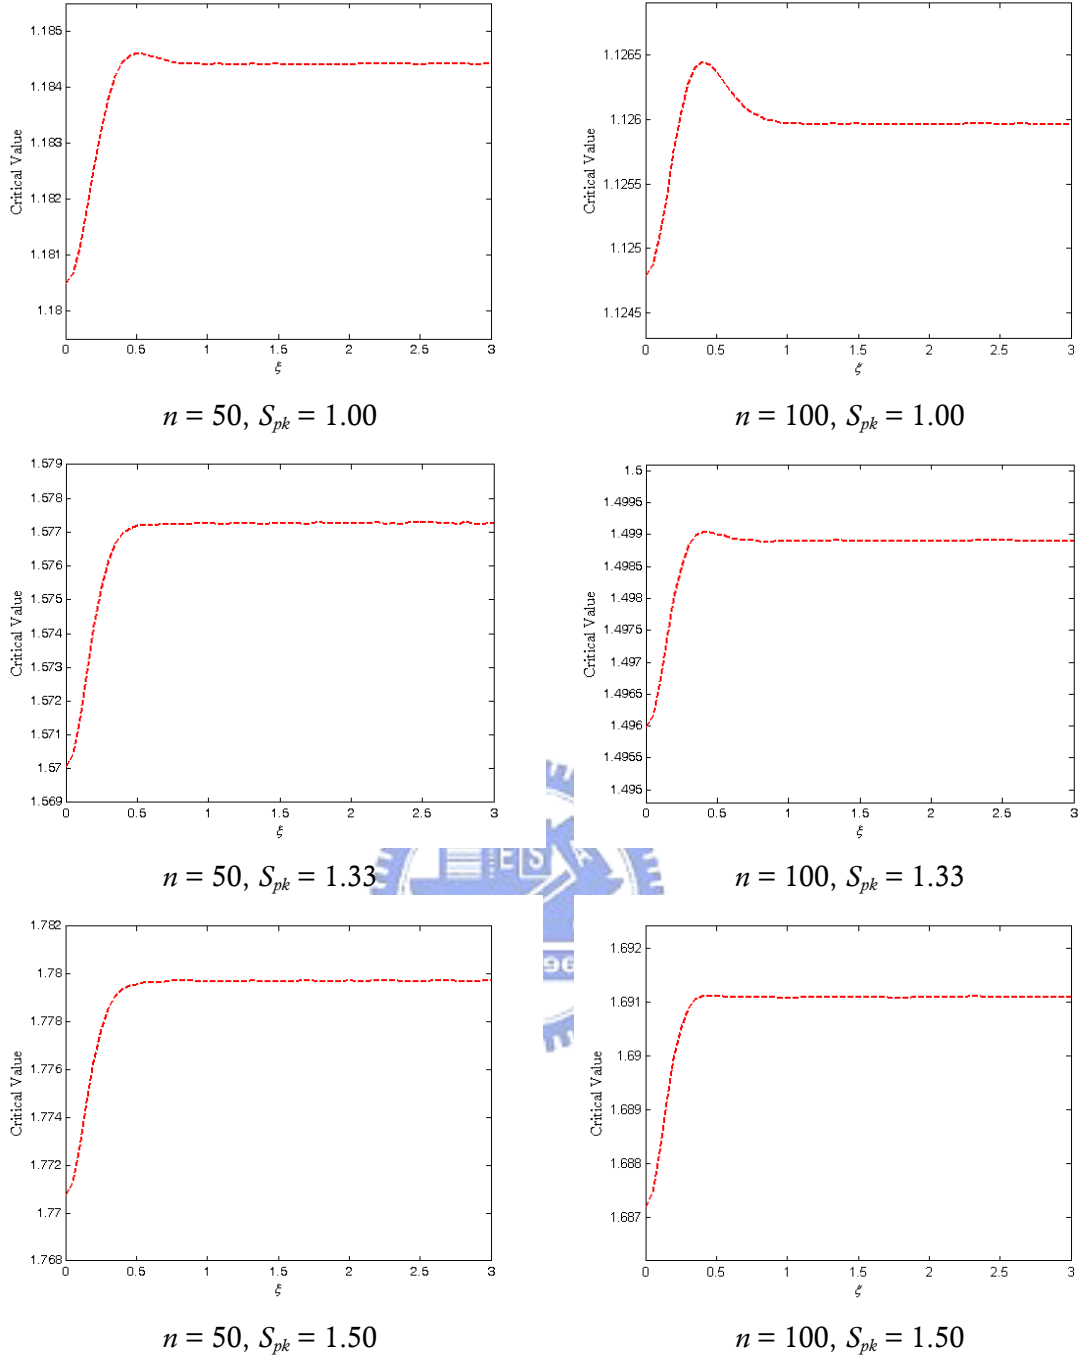 1.185
1.184
1.183
1.182
1.181
1.18
Critical Value
0 0.5 1 1.5 2 2.5 3
ξ
n = 50, Spk = 1.00
1.1265
1.126
1.1255
1.125
1.1245
Critical Value
0 0.5 1 1.5 2 2.5 3
ξ
n = 100, Spk = 1.00
1.579
1.578
1.577
1.576
1.575
1.574
1.573
1.572
1.571
1.57
1.569
Critical Value
0 0.5 1 1.5 2 2.5 3
ξ
n = 50, Spk = 1.33
1.5
1.4995
1.499
1.4985
1.498
1.4975
1.497
1.4965
1.496
1.4955
1.495
Critical Value
0 0.5 1 1.5 2 2.5 3
ξ
n = 100, Spk = 1.33
ES
96
1.782
1.78
1.778
1.776
1.774
1.772
1.77
1.768
Critical Value
0 0.5 1 1.5 2 2.5 3
ξ
n = 50, Spk = 1.50
1.692
1.691
1.69
1.689
1.688
1.687
Critical Value
0 0.5 1 1.5 2 2.5 3
ξ
n = 100, Spk = 1.50